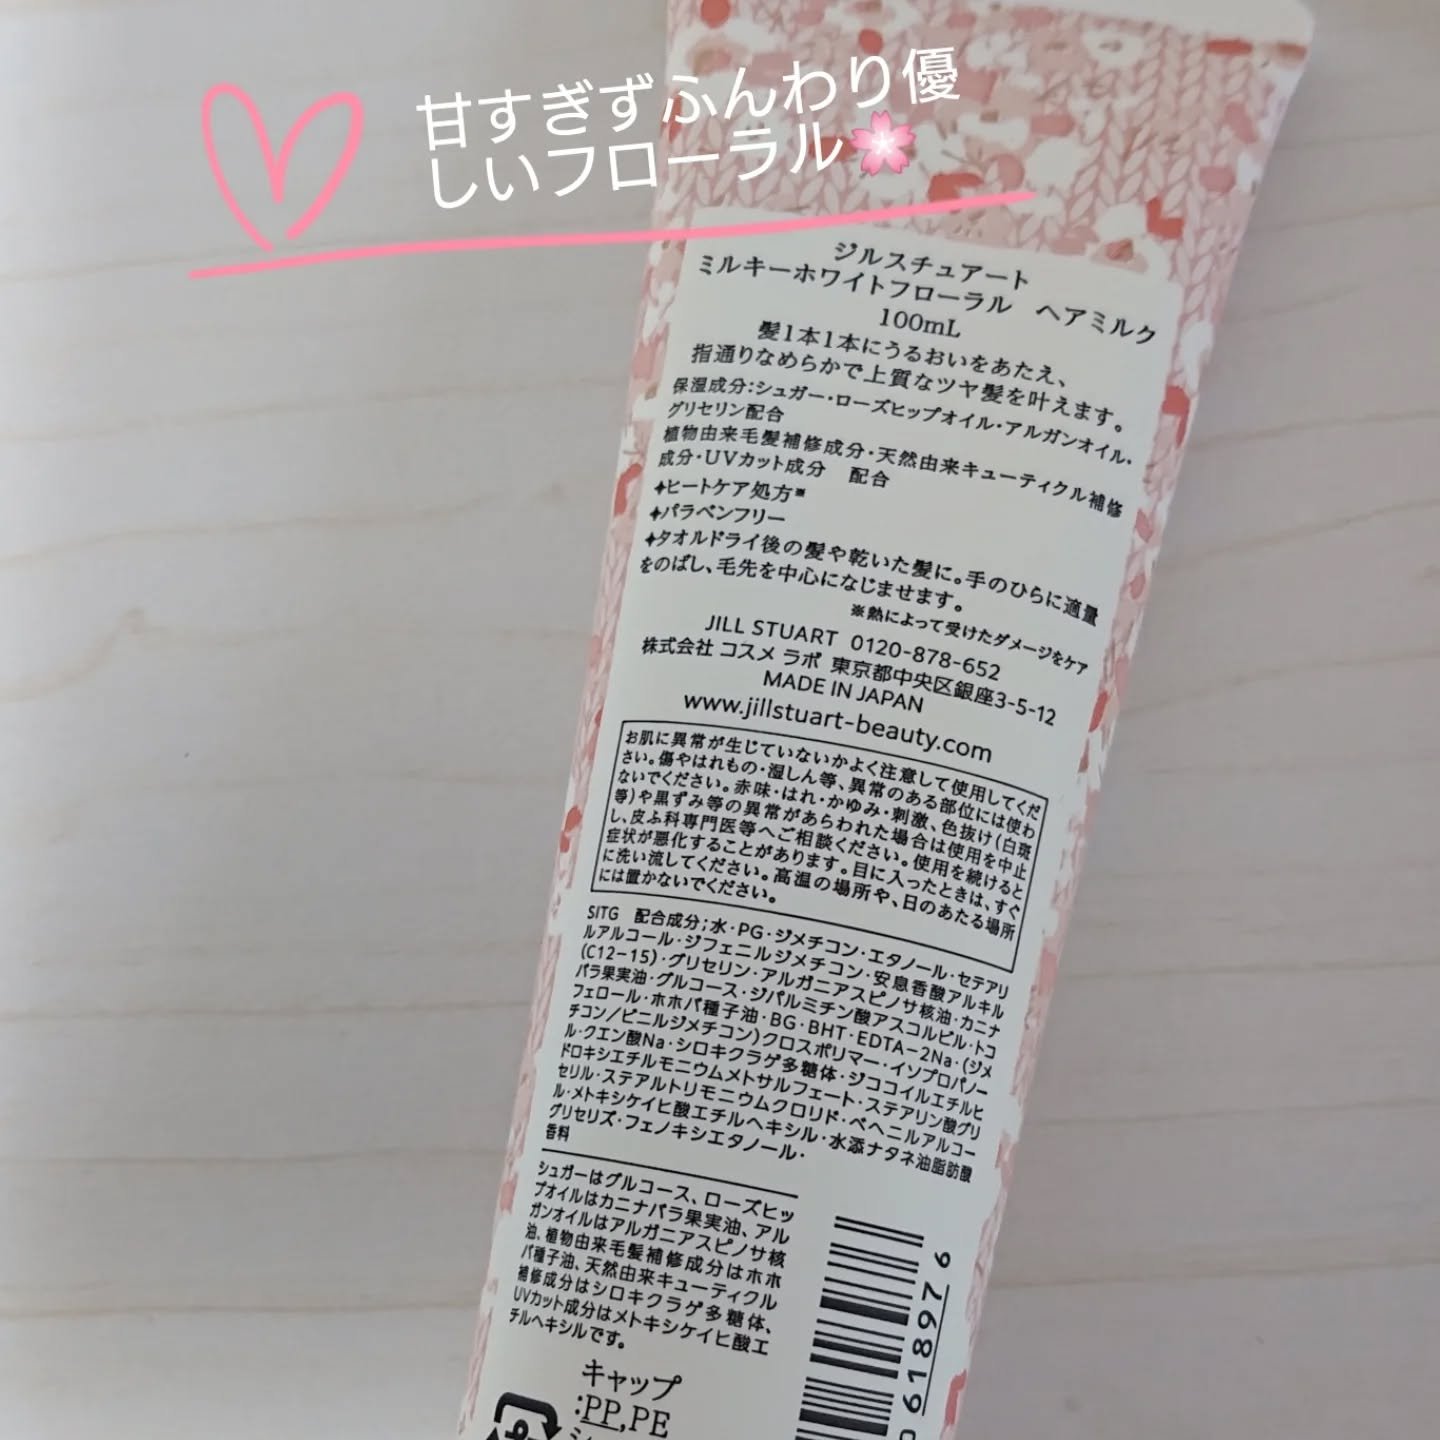 甘すぎずふんわり優
しいフローラル🌸
ジルスチュアート
ミルキーホワイトフローラル ヘアミルク
100mL
髪1本1本にうるおいをあたえ、
指通りなめらかで上質なツヤ髪を叶えます。
保湿成分:シュガー・ローズヒップオイル・アルガンオイル・
グリセリン配合
植物由来毛髪補修成分・天然由来キューティクル補修
成分・UVカット成分 配合
✦ヒートケア処方※
✦パラベンフリー
✦タオルドライ後の髪や乾いた髪に。手のひらに適量
をのばし、毛先を中心になじませます。
※熱によって受けたダメージをケア
JILL STUART 0120-878-652
株式会社 コスメ ラボ 東京都中央区銀座3-5-12
MADE IN JAPAN
www.jillstuart-beauty.com
お肌に異常が生じていないかよく注意して使用してくだ
さい。傷やはれもの・湿しん等、異常のある部位には使わ
ないでください。赤味・はれ・かゆみ・刺激、色抜け(白斑
等)や黒ずみ等の異常があらわれた場合は使用を中止
し、皮ふ科専門医等へご相談ください。使用を続けると
症状が悪化することがあります。目に入ったときは、すぐ
に洗い流してください。高温の場所や、日のあたる場所
には置かないでください。
SITG 配合成分;水・PG・ジメチコン・エタノール・セテアリ
ルアルコール・ジフェニルジメチコン・安息香酸アルキル
(C12-15)・グリセリン・アルガニアスピノサ核油・カニナ
バラ果実油・グルコース・ジパルミチン酸アスコルビル・トコ
フェロール・ホホバ種子油・BG・BHT・EDTA-2Na・(ジメ
チコン/ビニルジメチコン)クロスポリマー・イソプロパノー
ル・クエン酸Na・シロキクラゲ多糖体・ジココイルエチルヒ
ドロキシエチルモニウムメトサルフェート・ステアリン酸グリ
セリル・ステアルトリモニウムクロリド・ベヘニルアルコー
ル・メトキシケイヒ酸エチルヘキシル・水添ナタネ油脂肪酸
グリセリズ・フェノキシエタノール・
香料
シュガーはグルコース、ローズヒッ
プオイルはカニナバラ果実油、アル
ガンオイルはアルガニアスピノサ核
油、植物由来毛髪補修成分はホホ
バ種子油、天然由来キューティクル
補修成分はシロキクラゲ多糖体、
UVカット成分はメトキシケイヒ酸エ
チルヘキシルです。
キャップ
:PP,PE
618976